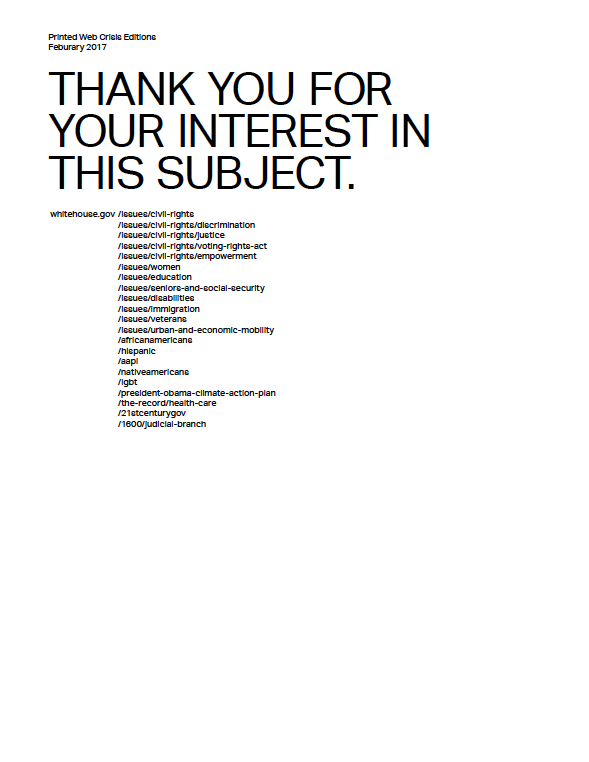 Printed Web Crisis Editions
Feburary 2017
THANK YOU FOR
YOUR INTEREST IN
THIS SUBJECT.
whitehouse.gov /issues/civil-rights
/issues/civil-rights/discrimination
/issues/civil-rights/justice
/issues/civil-rights/voting-rights-act
/issues/civil-rights/empowerment
/issues/women
/issues/education
/issues/seniors-and-social-security
/issues/disabilities
/issues/immigration
/issues/veterans
/issues/urban-and-economic-mobility
/africanamericans
/hispanic
/aapi
/nativeamericans
/lgbt
/president-obama-climate-action-plan
/the-record/health-care
/21stcenturygov
/1600/judicial-branch